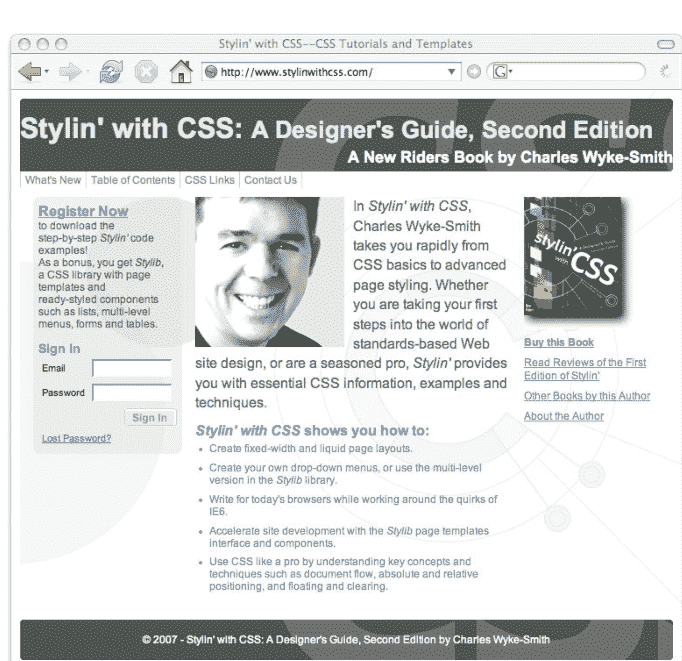 Stylin' with CSS--CSS Tutorials and Templates
http://www.stylinwithcss.com/
G
Stylin' with CSS: A Designer's Guide, Second Edition
A New Riders Book by Charles Wyke-Smith
What's New
Table of Contents
CSS Links
Contact Us
Register Now
to download the
step-by-step Stylin' code
examples!
As a bonus, you get Stylib,
a CSS library with page
templates and
ready-styled components
such as lists, multi-level
menus, forms and tables.
Sign In
Email
Password
Sign In
Lost Password?
In Stylin' with CSS,
Charles Wyke-Smith
takes you rapidly from
CSS basics to advanced
page styling. Whether
you are taking your first
steps into the world of
standards-based Web
site design, or are a seasoned pro, Stylin' provides
you with essential CSS information, examples and
techniques.
Stylin' with CSS shows you how to:
Create fixed-width and liquid page layouts.
Create your own drop-down menus, or use the multi-level
version in the Stylib library.
Write for today's browsers while working around the quirks of
IE6.
Accelerate site development with the Stylib page templates
interface and components.
Use CSS like a pro by understanding key concepts and
techniques such as document flow, absolute and relative
positioning, and floating and clearing.
stylin'
with CSS
Buy this Book
Read Reviews of the First
Edition of Stylin'
Other Books by this Author
About the Author
© 2007 - Stylin' with CSS: A Designer's Guide, Second Edition by Charles Wyke-Smith